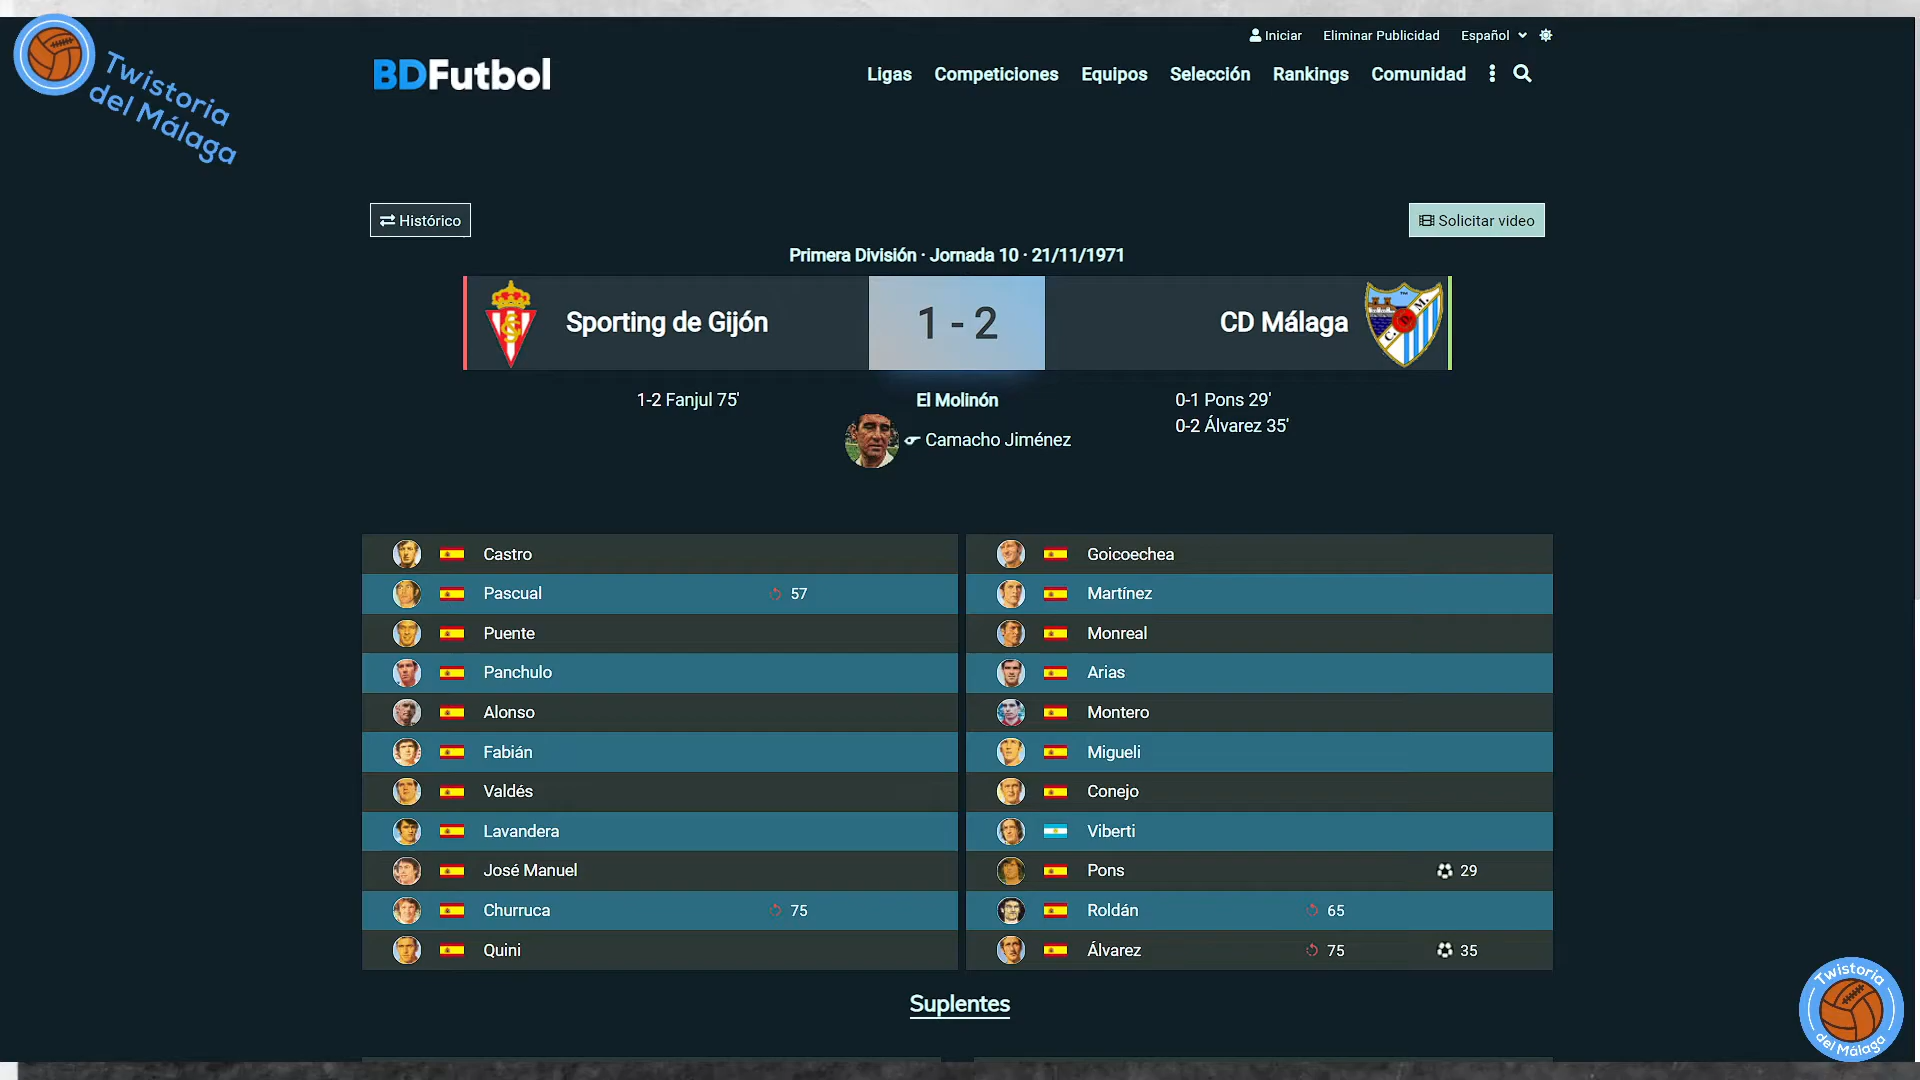 Twistoria
del Málaga
Iniciar Eliminar Publicidad Español
BDFutbol
Ligas Competiciones Equipos Selección Rankings Comunidad
Histórico
Solicitar video
Primera División · Jornada 10 · 21/11/1971
Sporting de Gijón 1 - 2 CD Málaga
1-2 Fanjul 75'
El Molinón
Camacho Jiménez
0-1 Pons 29'
0-2 Álvarez 35'
Castro
Pascual 57
Puente
Panchulo
Alonso
Fabián
Valdés
Lavandera
José Manuel
Churruca 75
Quini
Goicoechea
Martínez
Monreal
Arias
Montero
Migueli
Conejo
Viberti
Pons 29
Roldán 65
Álvarez 75 35
Suplentes
Twistoria
del Málaga